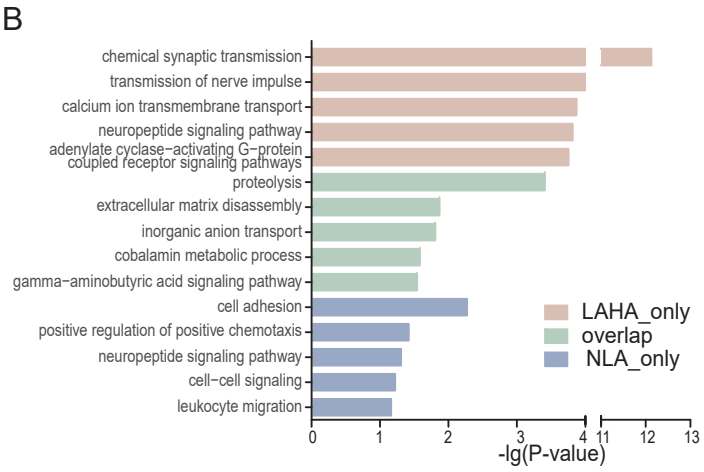 B
chemical synaptic transmission
transmission of nerve impulse
calcium ion transmembrane transport
neuropeptide signaling pathway
adenylate cyclase−activating G−protein
coupled receptor signaling pathways
proteolysis
extracellular matrix disassembly
inorganic anion transport
cobalamin metabolic process
gamma−aminobutyric acid signaling pathway
cell adhesion
positive regulation of positive chemotaxis
neuropeptide signaling pathway
cell−cell signaling
leukocyte migration
LAHA_only
overlap
NLA_only
0 1 2 3 4 11 12 13
-lg(P-value)